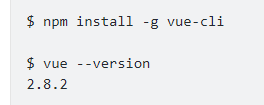 $ npm install -g vue-cli
$ vue --version
2.8.2